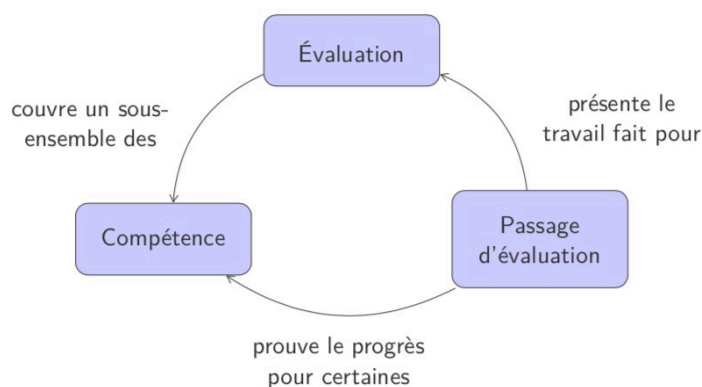 Évaluation
couvre un sous-
ensemble des
présente le
travail fait pour
Compétence
Passage
d'évaluation
prouve le progrès
pour certaines